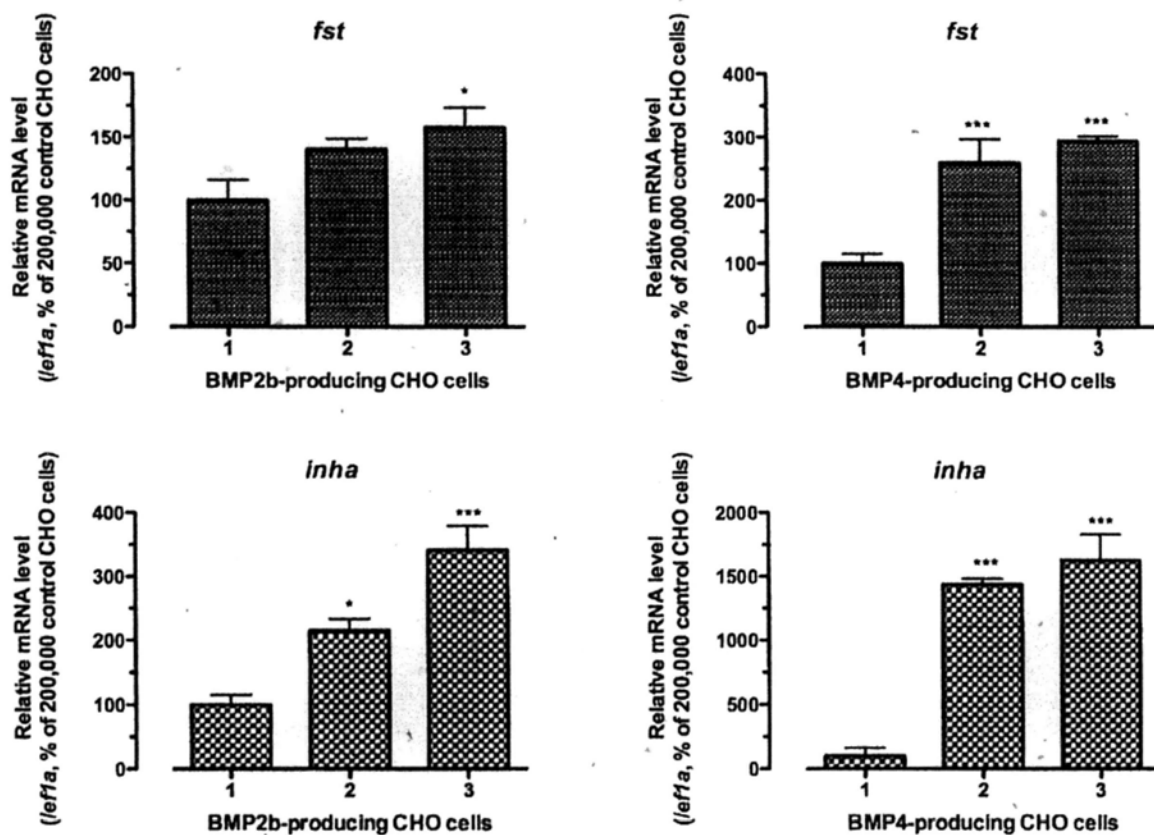 fst
Relative mRNA level
(/ef1a, % of 200,000 control CHO cells)
200
150
100
50
0
*
1 2 3
BMP2b-producing CHO cells
fst
Relative mRNA level
(/ef1a, % of 200,000 control CHO cells)
400
300
200
100
0
*** ***
1 2 3
BMP4-producing CHO cells
inha
Relative mRNA level
(/ef1a, % of 200,000 control CHO cells)
400
300
200
100
0
* ***
1 2 3
BMP2b-producing CHO cells
inha
Relative mRNA level
(/ef1a, % of 200,000 control CHO cells)
2000
1500
1000
500
0
*** ***
1 2 3
BMP4-producing CHO cells